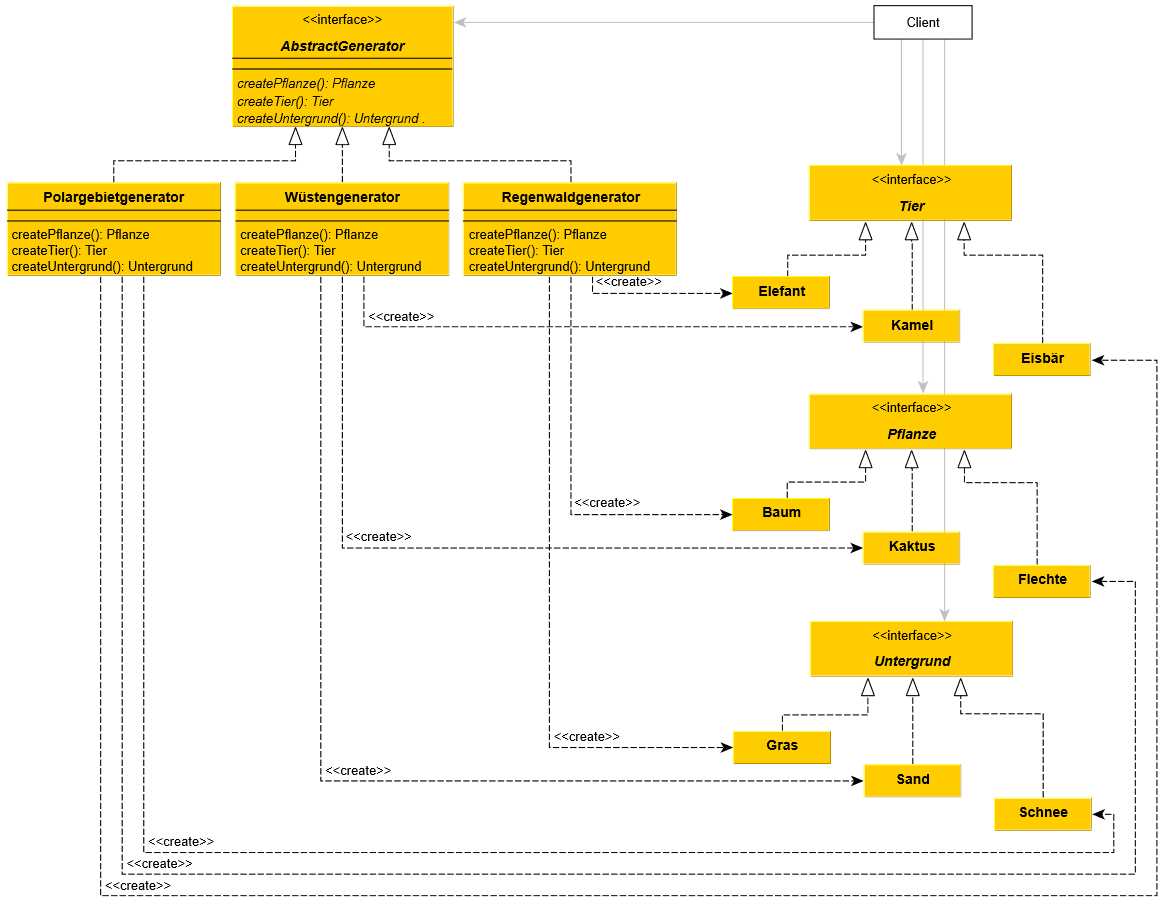 <<interface>>
AbstractGenerator
createPflanze(): Pflanze
createTier(): Tier
createUntergrund(): Untergrund .
Client
Polargebietgenerator
createPflanze(): Pflanze
createTier(): Tier
createUntergrund(): Untergrund
Wüstengenerator
createPflanze(): Pflanze
createTier(): Tier
createUntergrund(): Untergrund
Regenwaldgenerator
createPflanze(): Pflanze
createTier(): Tier
createUntergrund(): Untergrund
<<interface>>
Tier
<<create>>
Elefant
<<create>>
Kamel
Eisbär
<<interface>>
Pflanze
<<create>>
Baum
<<create>>
Kaktus
Flechte
<<interface>>
Untergrund
<<create>>
Gras
<<create>>
Sand
Schnee
<<create>>
<<create>>
<<create>>